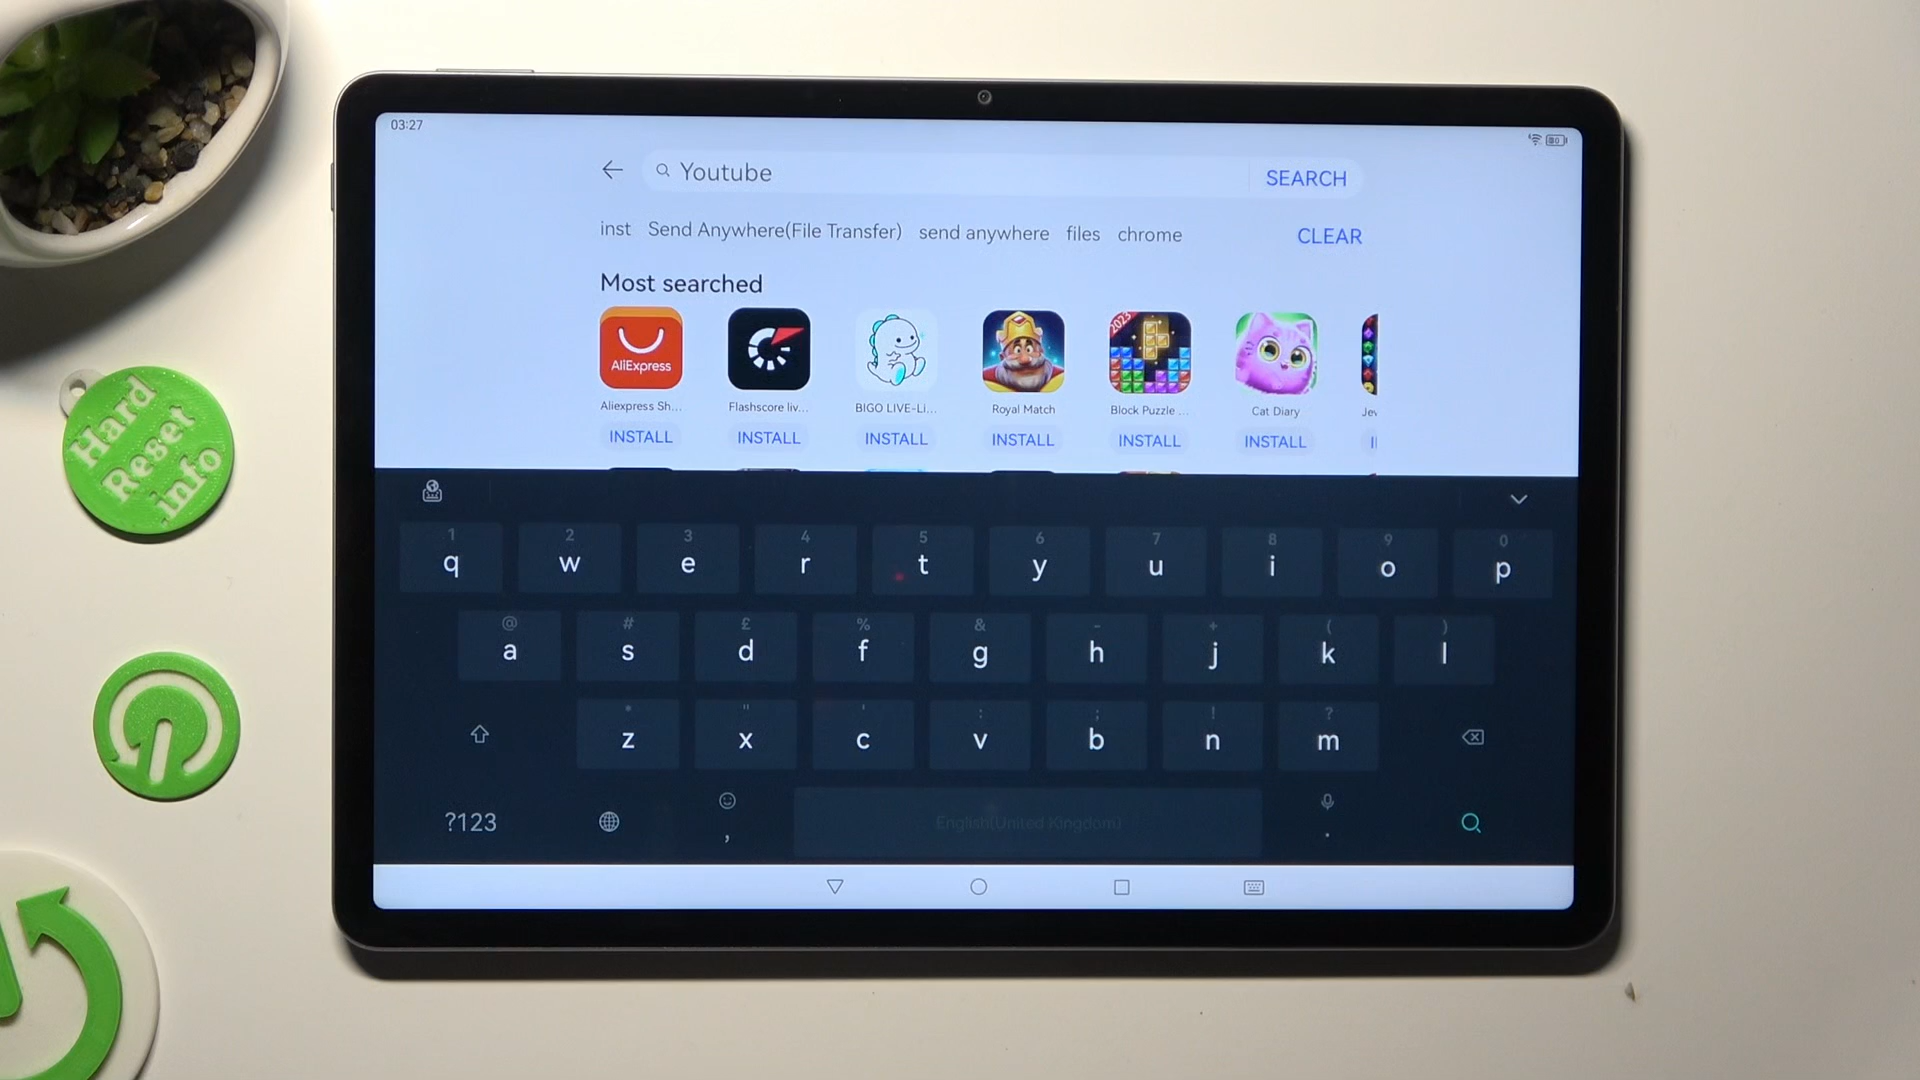 03:27
Youtube
SEARCH
inst Send Anywhere(File Transfer) send anywhere files chrome
CLEAR
Most searched
2023
AliExpress
Aliexpress Sh... Flashscore liv... BIGO LIVE-Li... Royal Match Block Puzzle ... Cat Diary
INSTALL INSTALL INSTALL INSTALL INSTALL INSTALL
1 2 3 4 5 6 7 8 9 0
q w e r t y u i o p
@ # £ % & - + ( )
a s d f g h j k l
* " ' : ; ! ?
z x c v b n m
?123 , English(United Kingdom) .
Hard
Reset
info